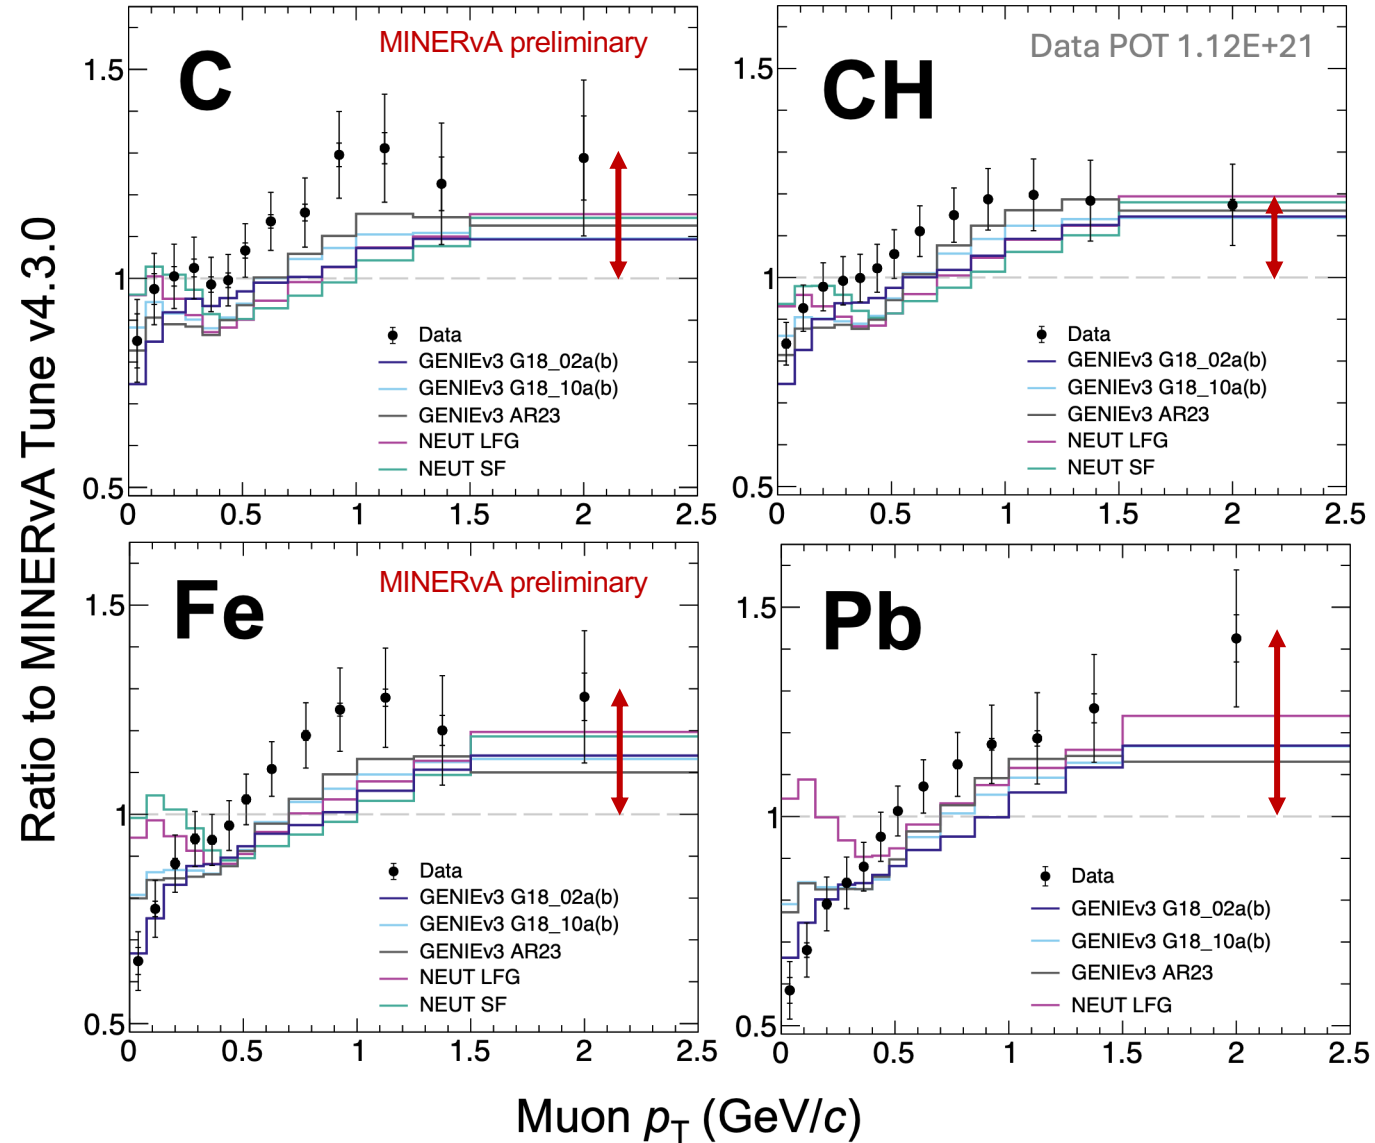 Ratio to MINERvA Tune v4.3.0
C
MINERvA preliminary
1.5
1
0.5
0 0.5 1 1.5 2 2.5
Data
GENIEv3 G18_02a(b)
GENIEv3 G18_10a(b)
GENIEv3 AR23
NEUT LFG
NEUT SF
CH
Data POT 1.12E+21
1.5
1
0.5
0 0.5 1 1.5 2 2.5
Data
GENIEv3 G18_02a(b)
GENIEv3 G18_10a(b)
GENIEv3 AR23
NEUT LFG
NEUT SF
Fe
MINERvA preliminary
1.5
1
0.5
0 0.5 1 1.5 2 2.5
Data
GENIEv3 G18_02a(b)
GENIEv3 G18_10a(b)
GENIEv3 AR23
NEUT LFG
NEUT SF
Pb
1.5
1
0.5
0 0.5 1 1.5 2 2.5
Data
GENIEv3 G18_02a(b)
GENIEv3 G18_10a(b)
GENIEv3 AR23
NEUT LFG
Muon pT (GeV/c)